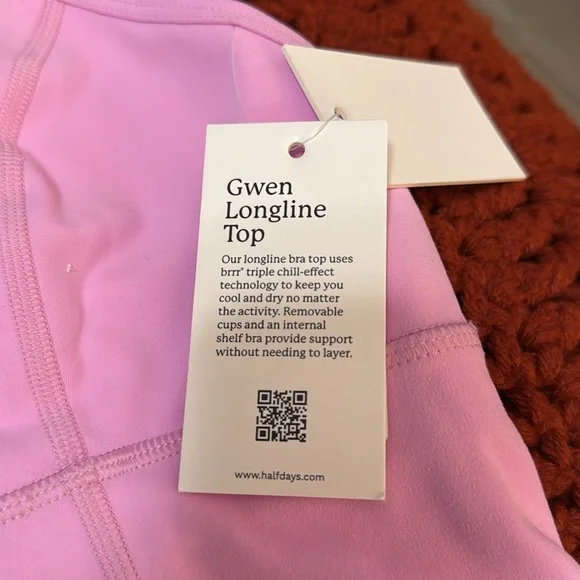 Gwen
Longline
Top
Our longline bra top uses
brrr° triple chill-effect
technology to keep you
cool and dry no matter
the activity. Removable
cups and an internal
shelf bra provide support
without needing to layer.
www.halfdays.com